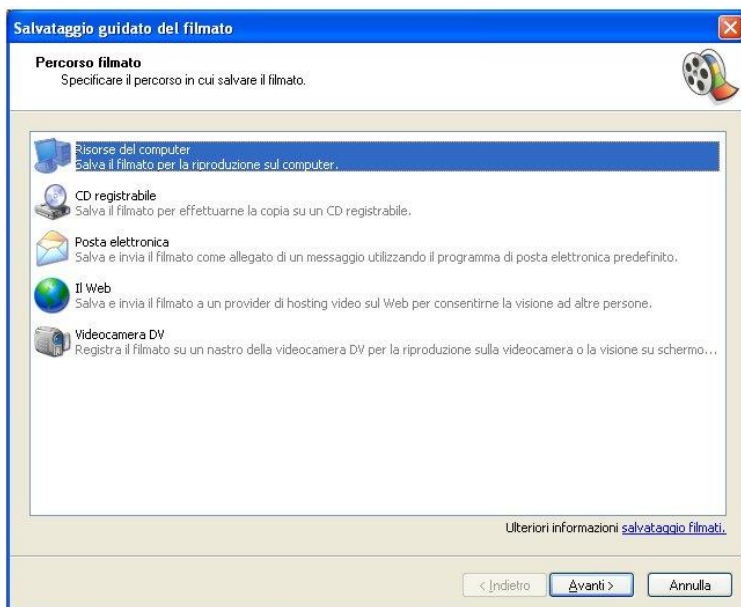 Salvataggio guidato del filmato
Percorso filmato
Specificare il percorso in cui salvare il filmato.
Risorse del computer
Salva il filmato per la riproduzione sul computer.
CD registrabile
Salva il filmato per effettuarne la copia su un CD registrabile.
Posta elettronica
Salva e invia il filmato come allegato di un messaggio utilizzando il programma di posta elettronica predefinito.
Il Web
Salva e invia il filmato a un provider di hosting video sul Web per consentirne la visione ad altre persone.
Videocamera DV
Registra il filmato su un nastro della videocamera DV per la riproduzione sulla videocamera o la visione su schermo...
Ulteriori informazioni salvataggio filmati.
< Indietro Avanti > Annulla